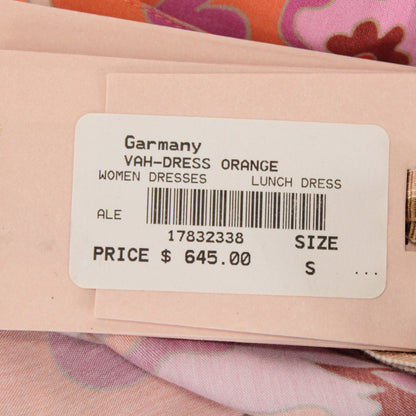 Garmany
VAH-DRESS ORANGE
WOMEN DRESSES LUNCH DRESS
ALE
17832338 SIZE
PRICE $ 645.00 S ...